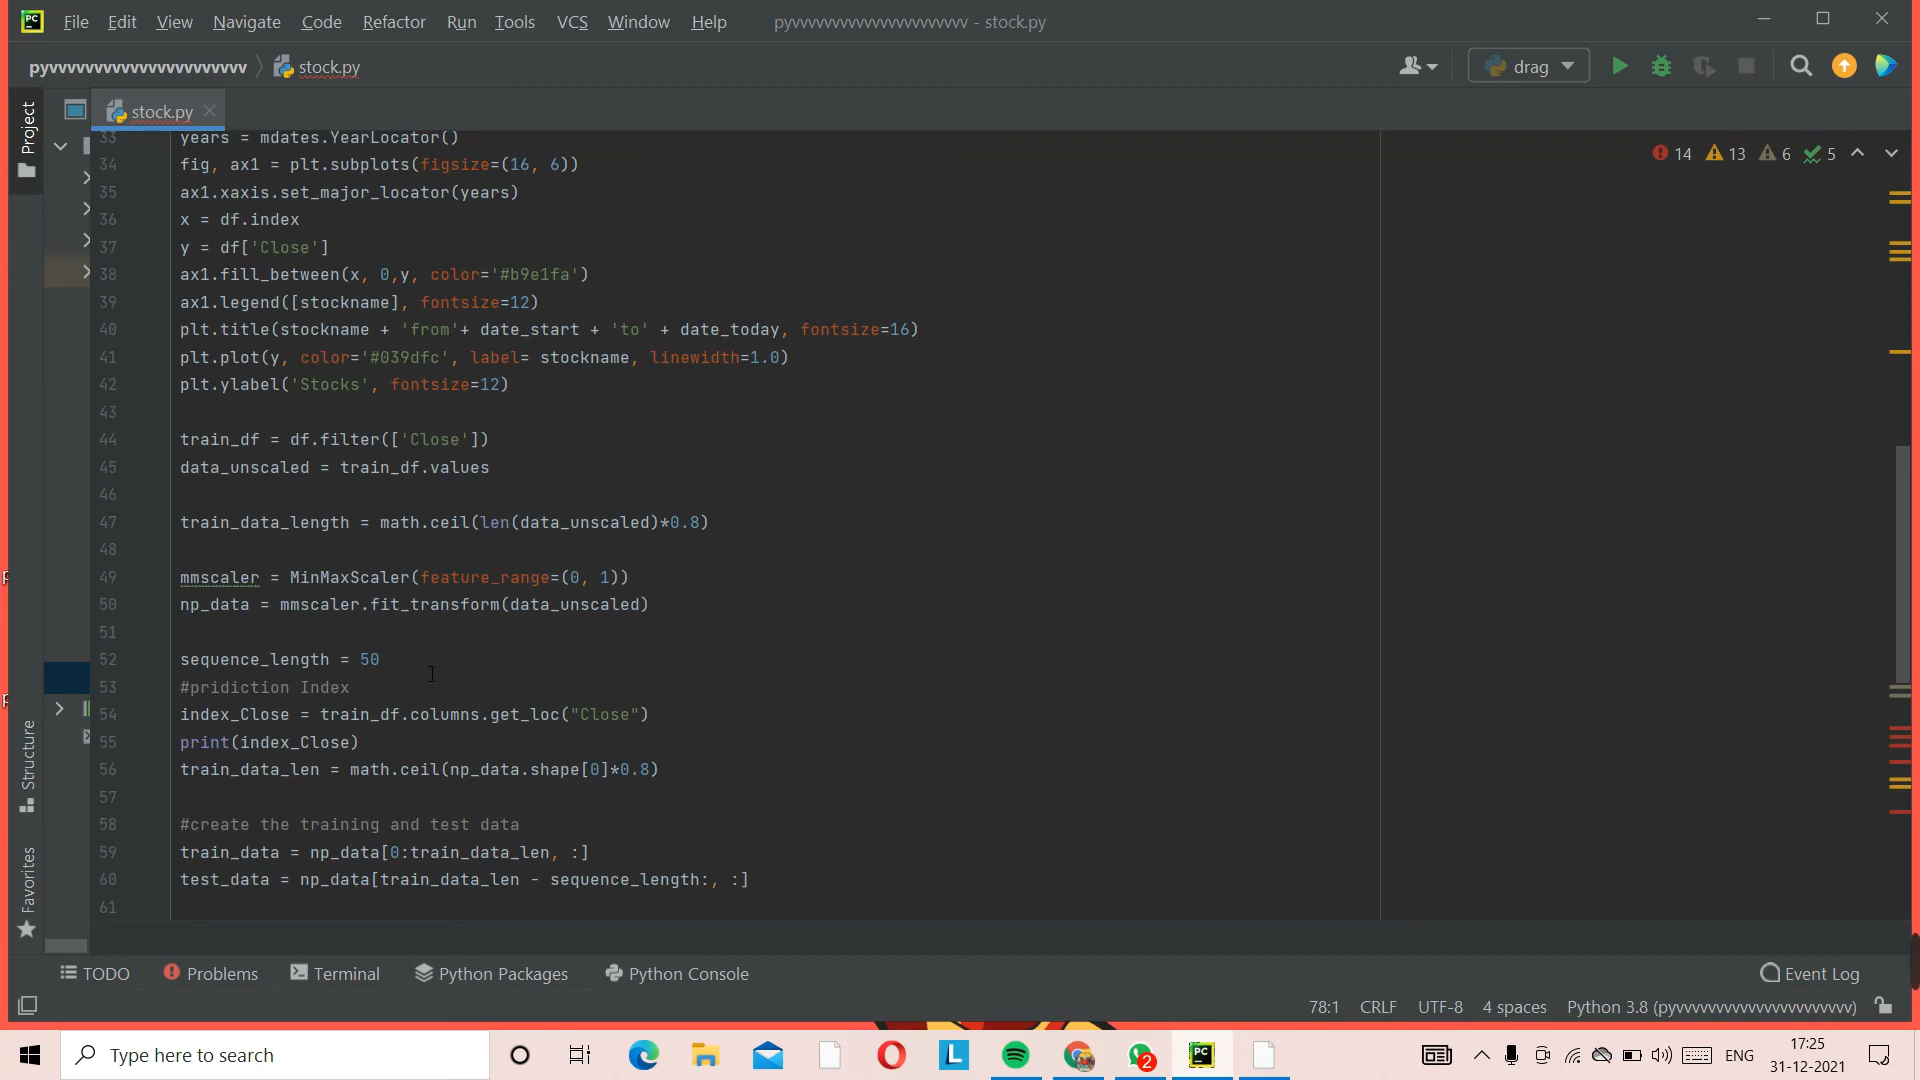 File Edit View Navigate Code Refactor Run Tools VCS Window Help pyvvvvvvvvvvvvvvvvvvvvvv - stock.py
pyvvvvvvvvvvvvvvvvvvvvvv stock.py drag
Project
stock.py
14 13 6 5
33 years = mdates.YearLocator()
34 fig, ax1 = plt.subplots(figsize=(16, 6))
35 ax1.xaxis.set_major_locator(years)
36 x = df.index
37 y = df['Close']
38 ax1.fill_between(x, 0,y, color='#b9e1fa')
39 ax1.legend([stockname], fontsize=12)
40 plt.title(stockname + 'from'+ date_start + 'to' + date_today, fontsize=16)
41 plt.plot(y, color='#039dfc', label= stockname, linewidth=1.0)
42 plt.ylabel('Stocks', fontsize=12)
43
44 train_df = df.filter(['Close'])
45 data_unscaled = train_df.values
46
47 train_data_length = math.ceil(len(data_unscaled)*0.8)
48
49 mmscaler = MinMaxScaler(feature_range=(0, 1))
50 np_data = mmscaler.fit_transform(data_unscaled)
51
52 sequence_length = 50
53 #pridiction Index
54 index_Close = train_df.columns.get_loc("Close")
55 print(index_Close)
56 train_data_len = math.ceil(np_data.shape[0]*0.8)
57
58 #create the training and test data
59 train_data = np_data[0:train_data_len, :]
60 test_data = np_data[train_data_len - sequence_length:, :]
61
Structure
Favorites
TODO Problems Terminal Python Packages Python Console Event Log
78:1 CRLF UTF-8 4 spaces Python 3.8 (pyvvvvvvvvvvvvvvvvvvvvvv)
Type here to search
L
PC
2
ENG
17:25
31-12-2021